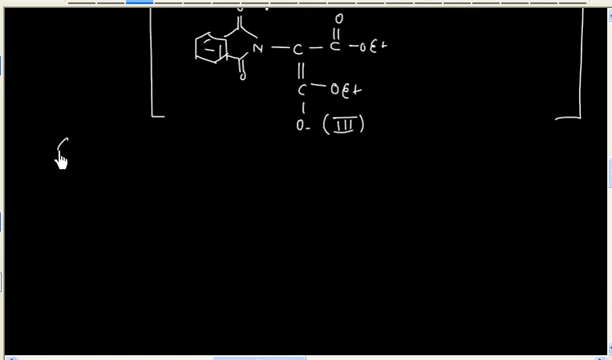 O
O
N — C — C — OEt
||
O
C — OEt
O- (III)